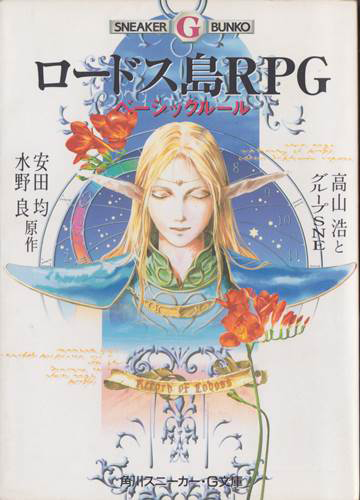 SNEAKER G BUNKO
ロードス島RPG
ベーシックルール
安田 均
水野 良 原作
高山 浩と
グループSNE
Record of Lodoss
角川スニーカー・G文庫